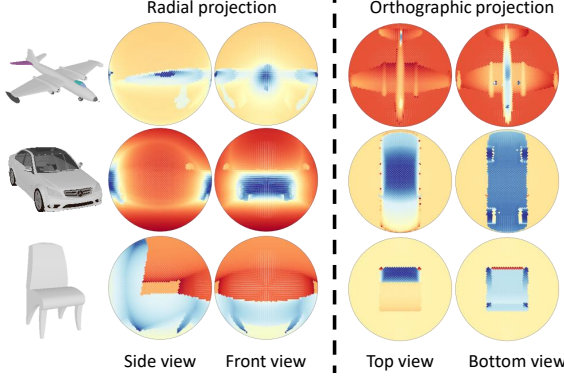 Radial projection
Orthographic projection
Side view
Front view
Top view
Bottom view